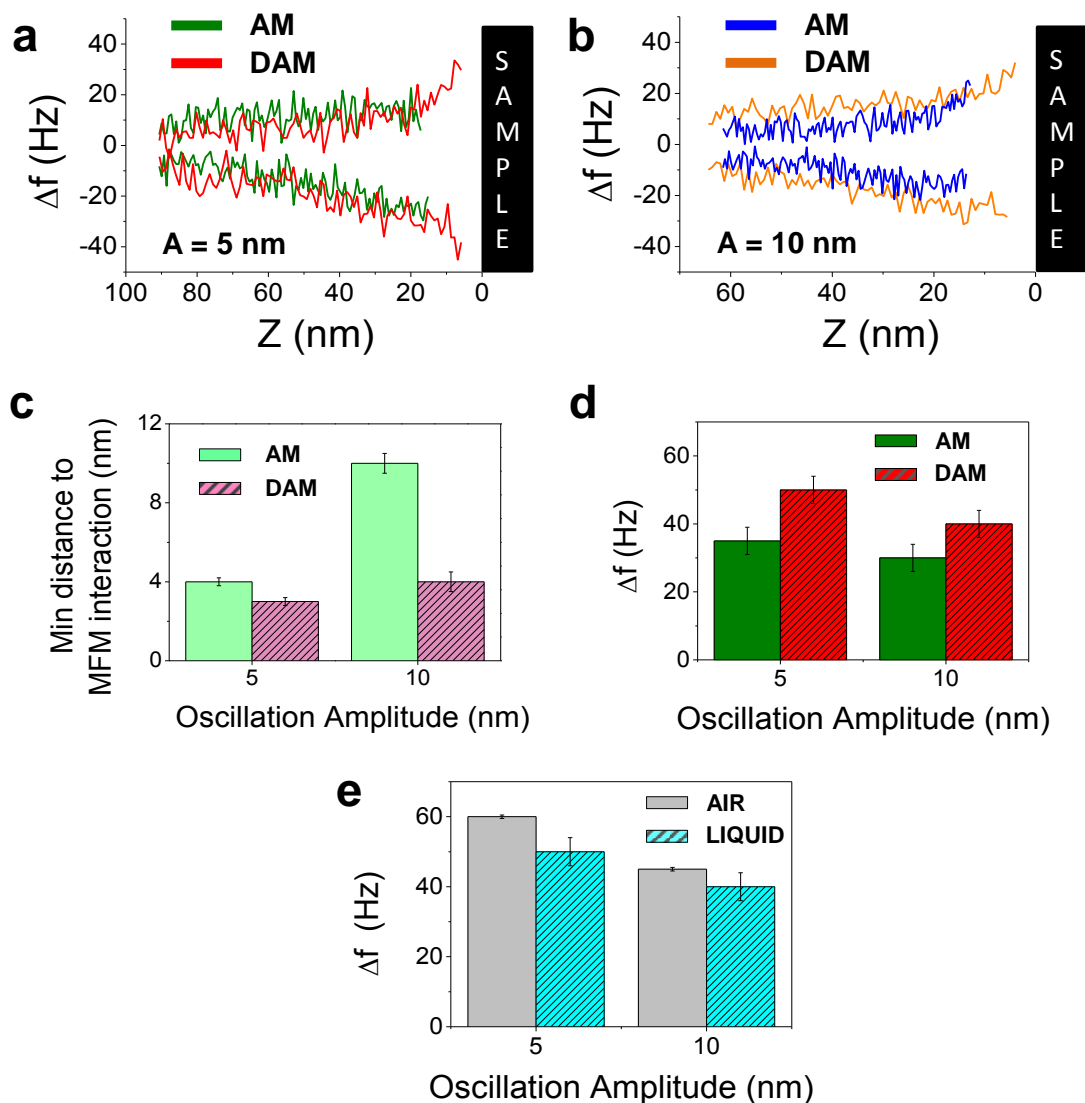 a
AM
DAM
40
20
0
-20
-40
Δf (Hz)
A = 5 nm
100 80 60 40 20 0
Z (nm)
S
A
M
P
L
E
b
AM
DAM
40
20
0
-20
-40
Δf (Hz)
A = 10 nm
60 40 20 0
Z (nm)
S
A
M
P
L
E
c
AM
DAM
12
8
4
0
Min distance to
MFM interaction (nm)
5 10
Oscillation Amplitude (nm)
d
AM
DAM
60
40
20
0
Δf (Hz)
5 10
Oscillation Amplitude (nm)
e
AIR
LIQUID
60
40
20
0
Δf (Hz)
5 10
Oscillation Amplitude (nm)